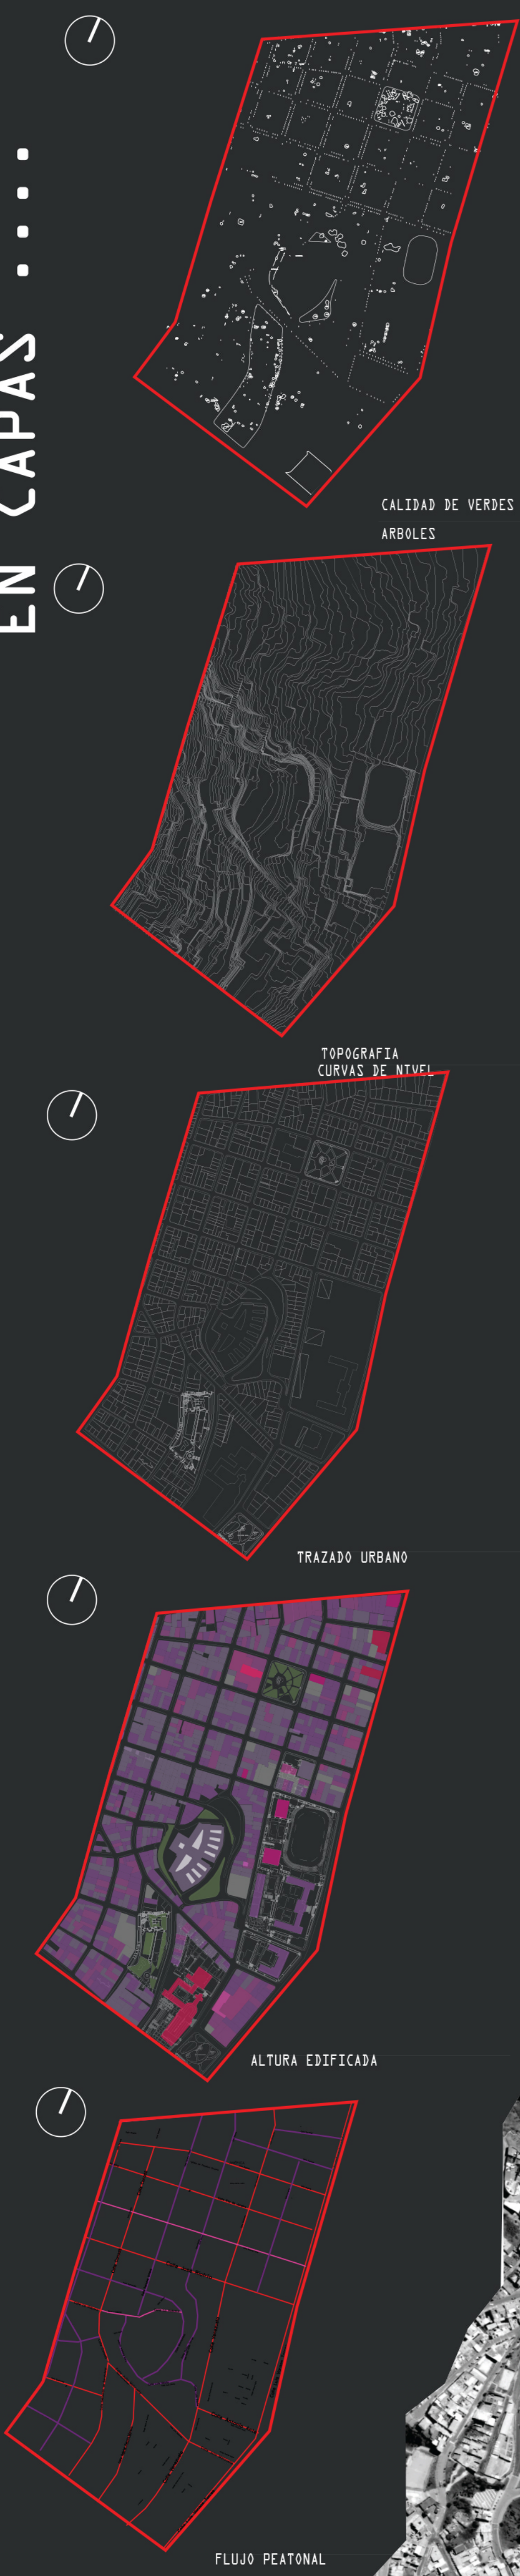 EN CAPAS
CALIDAD DE VERDES
ARBOLES
TOPOGRAFIA
CURVAS DE NIVEL
TRAZADO URBANO
ALTURA EDIFICADA
FLUJO PEATONAL